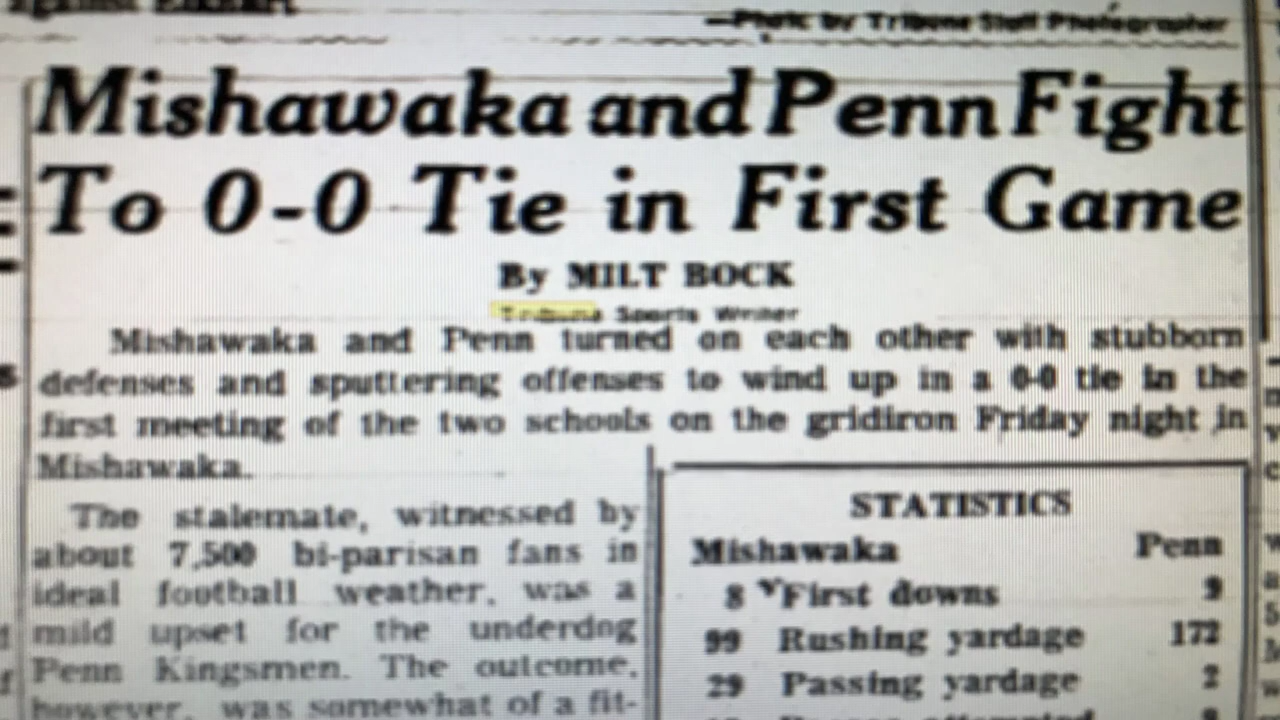 against Elkhart
—Photo by Tribune Staff Photographer
Mishawaka and Penn Fight
To 0-0 Tie in First Game
By MILT BOCK
Tribune Sports Writer
Mishawaka and Penn turned on each other with stubborn
defenses and sputtering offenses to wind up in a 0-0 tie in the
first meeting of the two schools on the gridiron Friday night in
Mishawaka.
The stalemate, witnessed by
about 7,500 bi-parisan fans in
ideal football weather, was a
mild upset for the underdog
Penn Kingsmen. The outcome,
however, was somewhat of a fit-
STATISTICS
Mishawaka Penn
8 First downs 9
99 Rushing yardage 172
29 Passing yardage 2